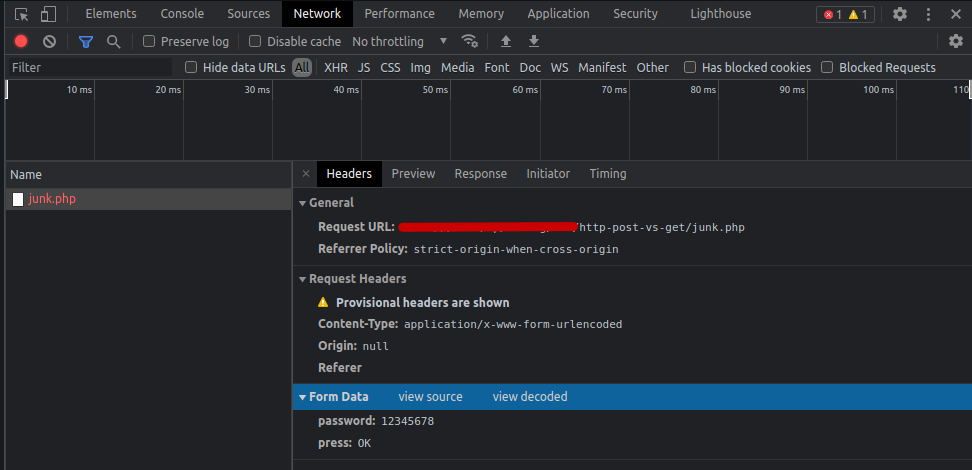 Elements Console Sources Network Performance Memory Application Security Lighthouse 1 1
Preserve log Disable cache No throttling
Filter Hide data URLs All XHR JS CSS Img Media Font Doc WS Manifest Other Has blocked cookies Blocked Requests
10 ms 20 ms 30 ms 40 ms 50 ms 60 ms 70 ms 80 ms 90 ms 100 ms 110
Name Headers Preview Response Initiator Timing
junk.php
General
Request URL: /http-post-vs-get/junk.php
Referrer Policy: strict-origin-when-cross-origin
Request Headers
Provisional headers are shown
Content-Type: application/x-www-form-urlencoded
Origin: null
Referer
Form Data view source view decoded
password: 12345678
press: OK